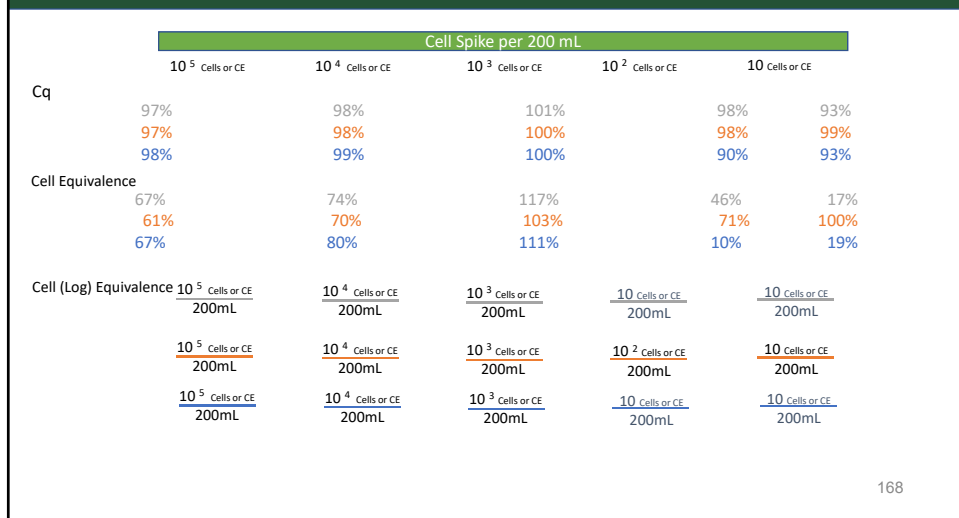 Cell Spike per 200 mL
10 5 Cells or CE 10 4 Cells or CE 10 3 Cells or CE 10 2 Cells or CE 10 Cells or CE
Cq
97% 98% 101% 98% 93%
97% 98% 100% 98% 99%
98% 99% 100% 90% 93%
Cell Equivalence
67% 74% 117% 46% 17%
61% 70% 103% 71% 100%
67% 80% 111% 10% 19%
Cell (Log) Equivalence 10 5 Cells or CE 10 4 Cells or CE 10 3 Cells or CE 10 Cells or CE 10 Cells or CE
200mL 200mL 200mL 200mL 200mL
10 5 Cells or CE 10 4 Cells or CE 10 3 Cells or CE 10 2 Cells or CE 10 Cells or CE
200mL 200mL 200mL 200mL 200mL
10 5 Cells or CE 10 4 Cells or CE 10 3 Cells or CE 10 Cells or CE 10 Cells or CE
200mL 200mL 200mL 200mL 200mL
168